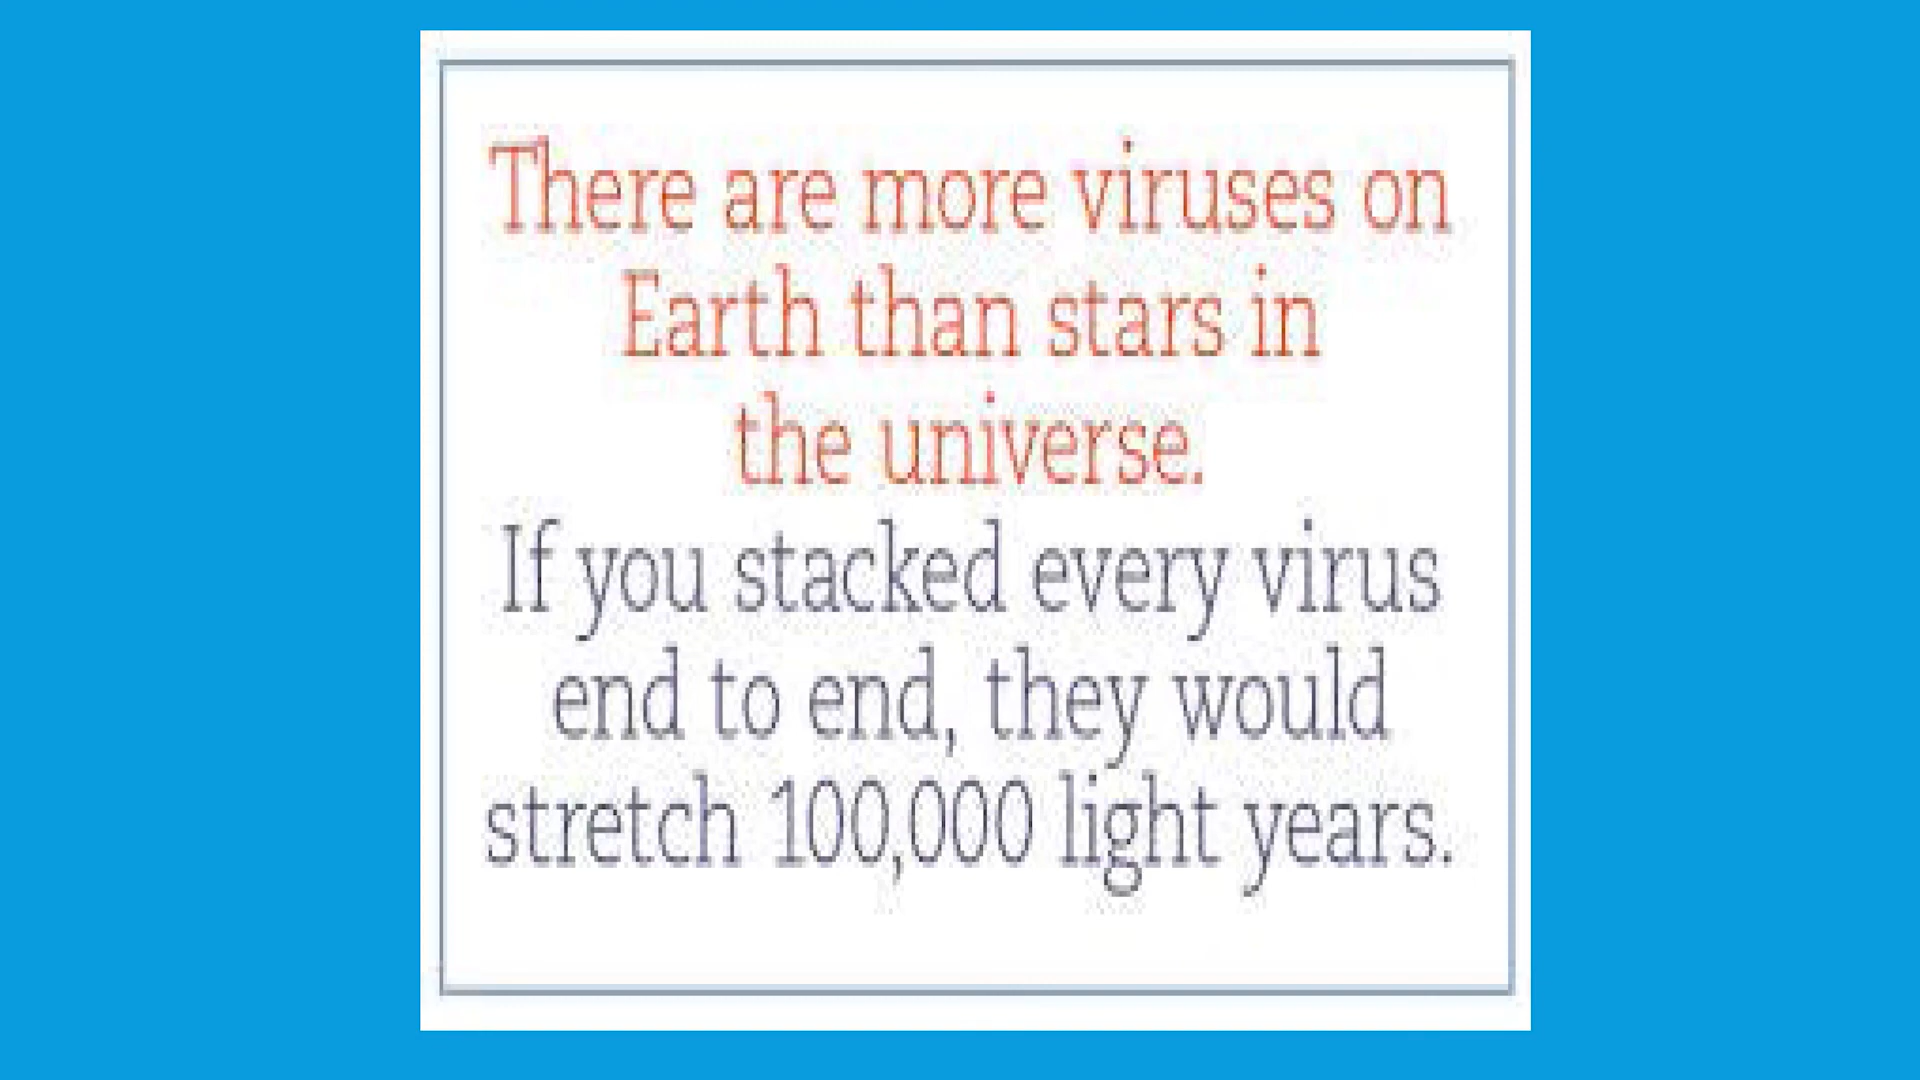 There are more viruses on
Earth than stars in
the universe.
If you stacked every virus
end to end, they would
stretch 100,000 light years.